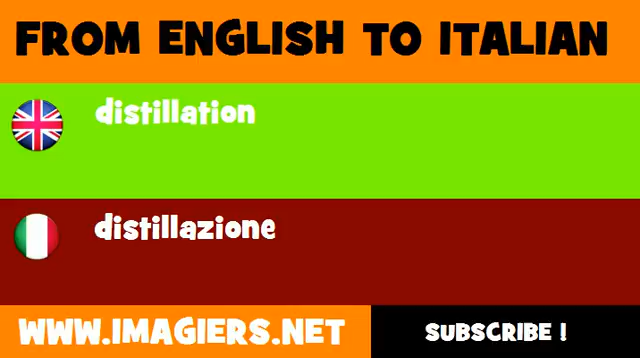 FROM ENGLISH TO ITALIAN
distillation
distillazione
WWW.IMAGIERS.NET
SUBSCRIBE !